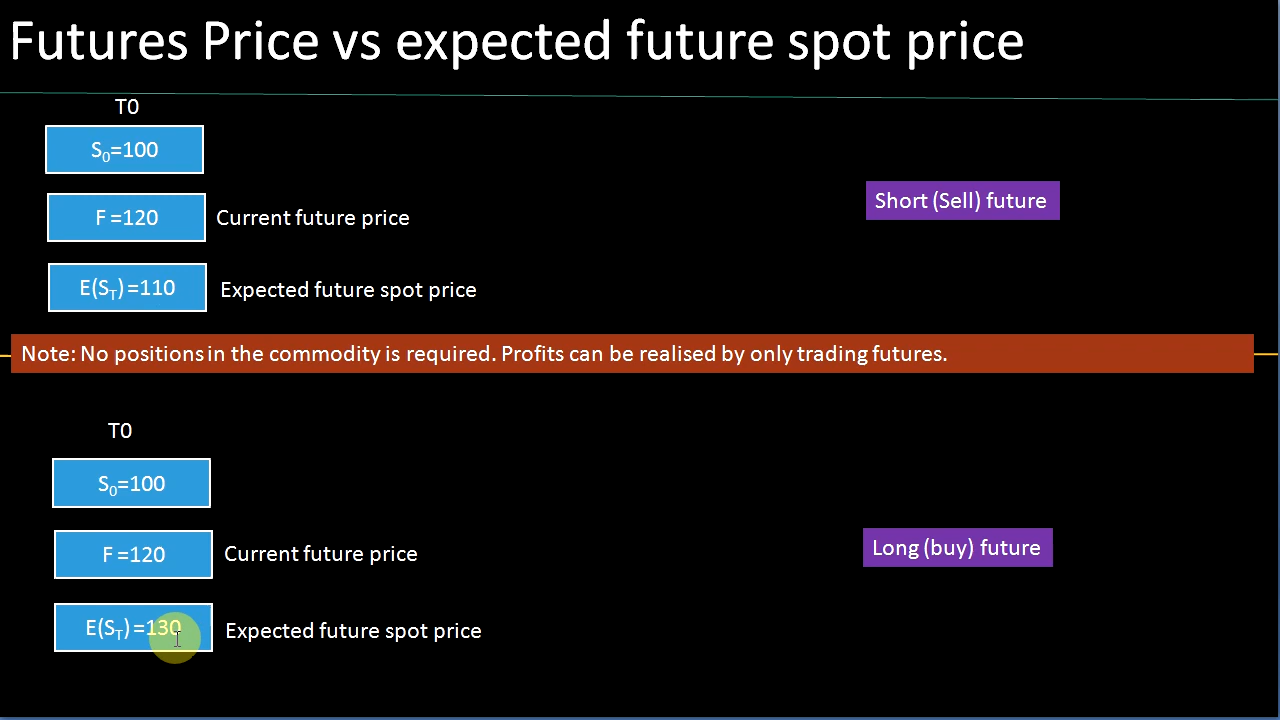 Futures Price vs expected future spot price
T0
S0=100
Short (Sell) future
F =120 Current future price
E(ST) =110 Expected future spot price
Note: No positions in the commodity is required. Profits can be realised by only trading futures.
T0
S0=100
F =120 Current future price
Long (buy) future
E(ST) =130 Expected future spot price